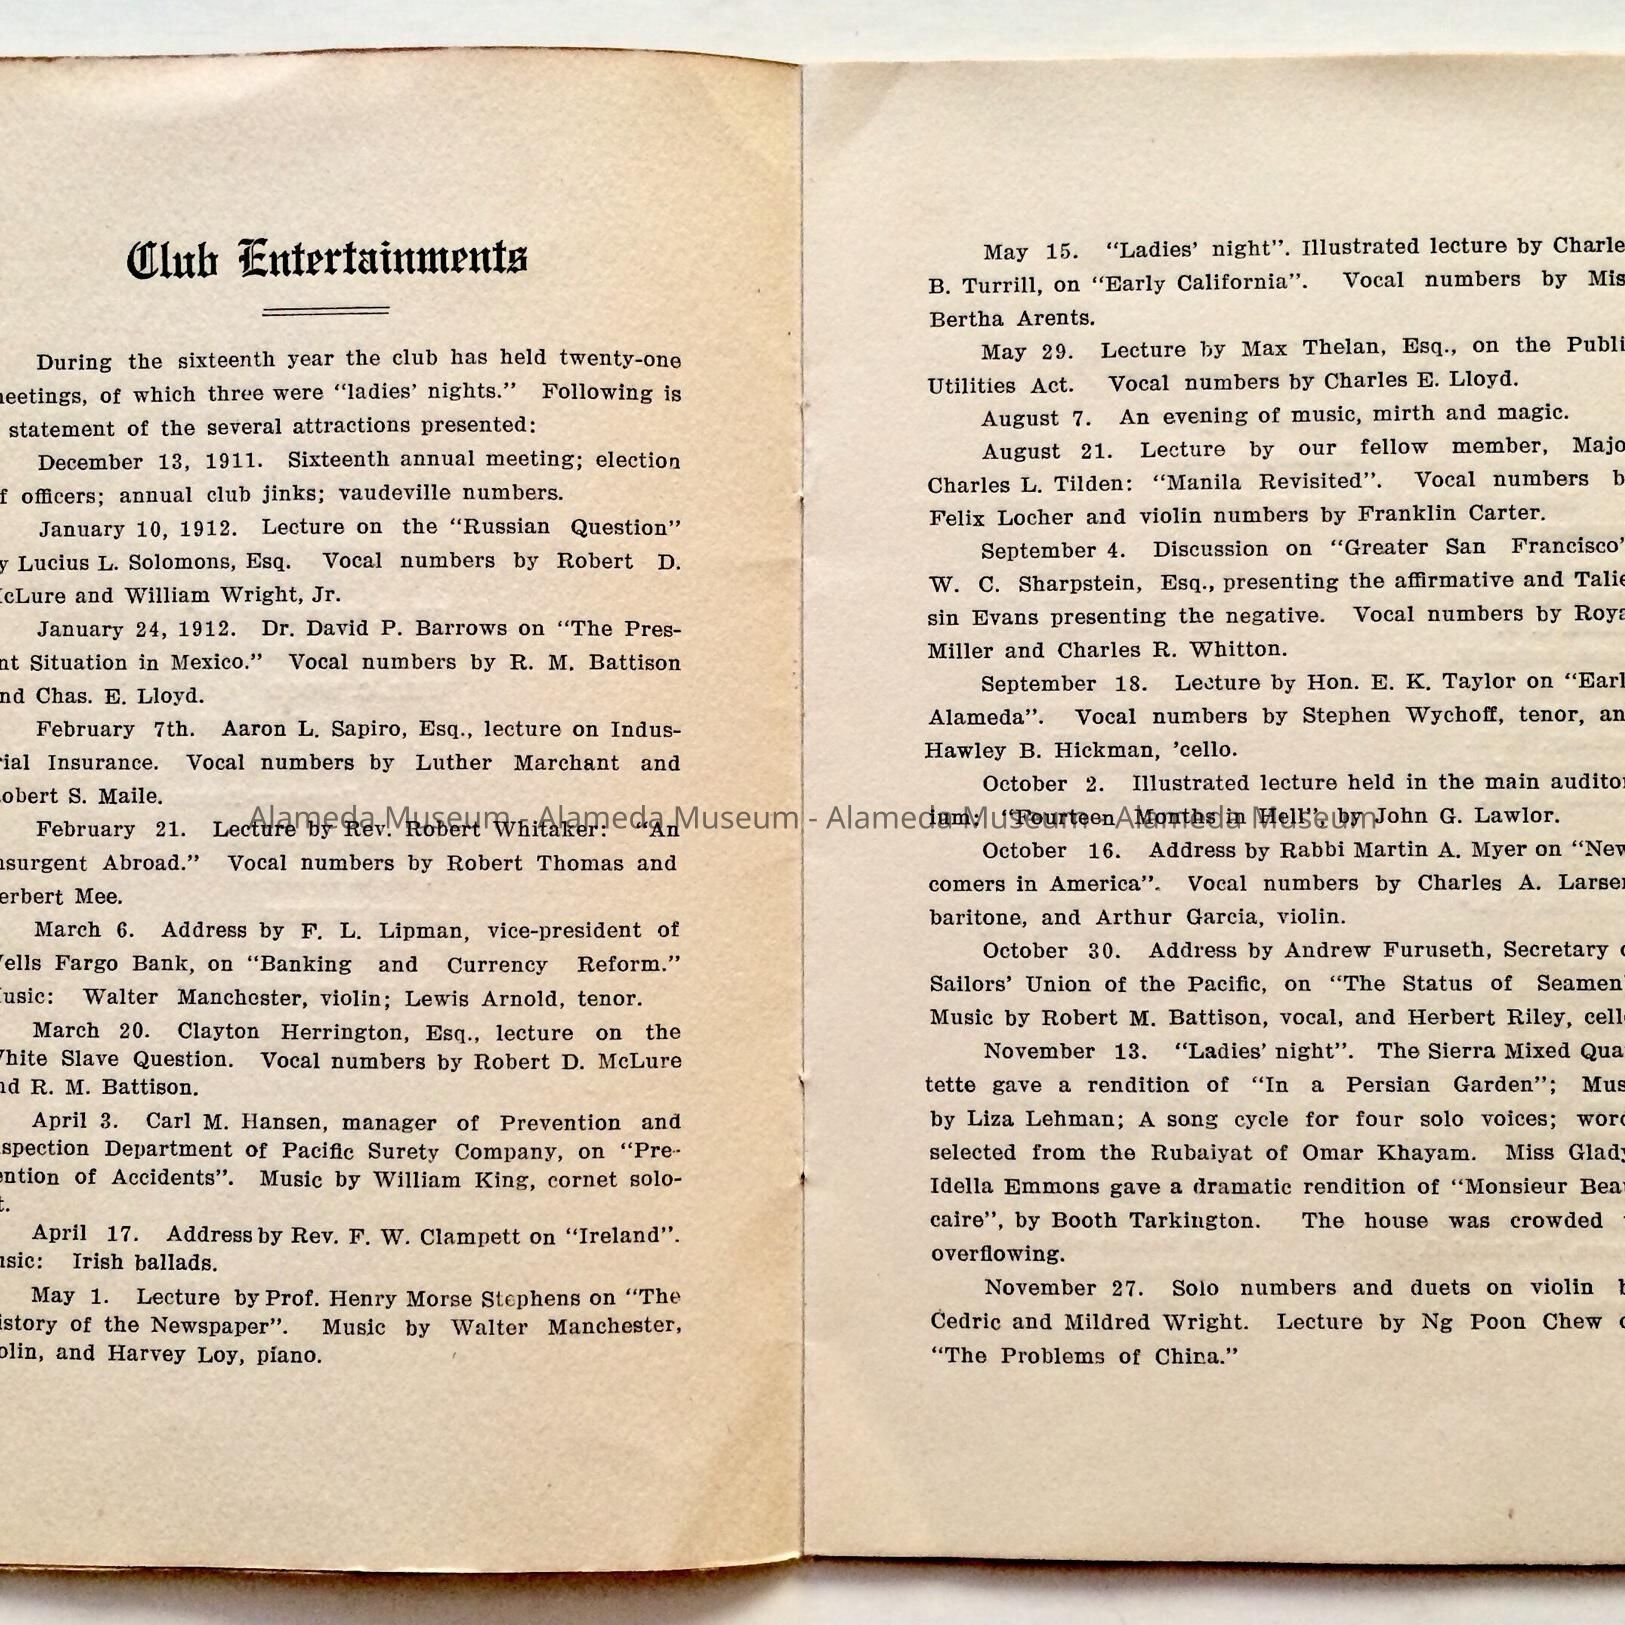 Club Entertainments
During the sixteenth year the club has held twenty-one
eetings, of which three were "ladies' nights." Following is
statement of the several attractions presented:
December 13, 1911. Sixteenth annual meeting; election
f officers; annual club jinks; vaudeville numbers.
January 10, 1912. Lecture on the "Russian Question"
y Lucius L. Solomons, Esq. Vocal numbers by Robert D.
cLure and William Wright, Jr.
January 24, 1912. Dr. David P. Barrows on "The Pres-
nt Situation in Mexico." Vocal numbers by R. M. Battison
nd Chas. E. Lloyd.
February 7th. Aaron L. Sapiro, Esq., lecture on Indus-
rial Insurance. Vocal numbers by Luther Marchant and
obert S. Maile.
February 21. Lecture by Rev. Robert Whitaker: "An
nsurgent Abroad." Vocal numbers by Robert Thomas and
erbert Mee.
March 6. Address by F. L. Lipman, vice-president of
ells Fargo Bank, on "Banking and Currency Reform."
usic: Walter Manchester, violin; Lewis Arnold, tenor.
March 20. Clayton Herrington, Esq., lecture on the
hite Slave Question. Vocal numbers by Robert D. McLure
nd R. M. Battison.
April 3. Carl M. Hansen, manager of Prevention and
spection Department of Pacific Surety Company, on "Pre-
ention of Accidents". Music by William King, cornet solo-
t.
April 17. Address by Rev. F. W. Clampett on "Ireland".
usic: Irish ballads.
May 1. Lecture by Prof. Henry Morse Stephens on "The
istory of the Newspaper". Music by Walter Manchester,
olin, and Harvey Loy, piano.
May 15. "Ladies' night". Illustrated lecture by Charle
B. Turrill, on "Early California". Vocal numbers by Mis
Bertha Arents.
May 29. Lecture by Max Thelan, Esq., on the Publi
Utilities Act. Vocal numbers by Charles E. Lloyd.
August 7. An evening of music, mirth and magic.
August 21. Lecture by our fellow member, Majo
Charles L. Tilden: "Manila Revisited". Vocal numbers b
Felix Locher and violin numbers by Franklin Carter.
September 4. Discussion on "Greater San Francisco"
W. C. Sharpstein, Esq., presenting the affirmative and Talie
sin Evans presenting the negative. Vocal numbers by Roya
Miller and Charles R. Whitton.
September 18. Lecture by Hon. E. K. Taylor on "Earl
Alameda". Vocal numbers by Stephen Wychoff, tenor, an
Hawley B. Hickman, 'cello.
October 2. Illustrated lecture held in the main auditor
ium: "Fourteen Months in Hell", by John G. Lawlor.
October 16. Address by Rabbi Martin A. Myer on "New
comers in America". Vocal numbers by Charles A. Larsen
baritone, and Arthur Garcia, violin.
October 30. Address by Andrew Furuseth, Secretary o
Sailors' Union of the Pacific, on "The Status of Seamen"
Music by Robert M. Battison, vocal, and Herbert Riley, cell
November 13. "Ladies' night". The Sierra Mixed Quar
tette gave a rendition of "In a Persian Garden"; Mus
by Liza Lehman; A song cycle for four solo voices; word
selected from the Rubaiyat of Omar Khayam. Miss Glady
Idella Emmons gave a dramatic rendition of "Monsieur Beau
caire", by Booth Tarkington. The house was crowded t
overflowing.
November 27. Solo numbers and duets on violin b
Cedric and Mildred Wright. Lecture by Ng Poon Chew o
"The Problems of China."
Alameda Museum - Alameda Museum - Alameda Museum - Alameda Museum